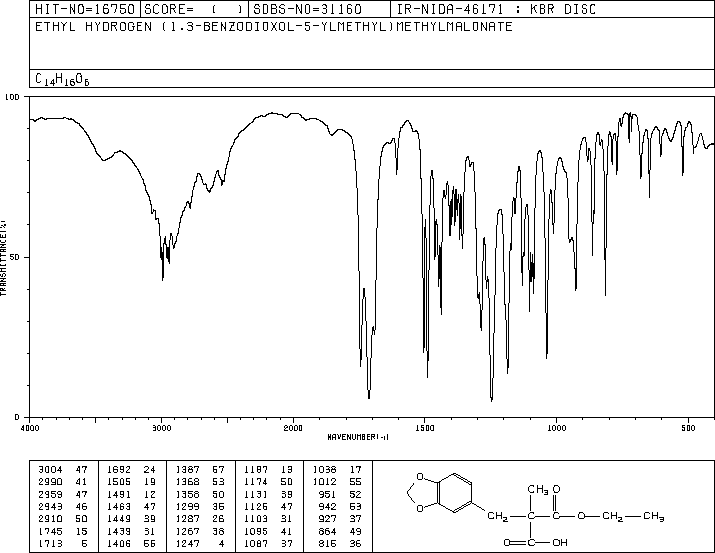 HIT-NO=16750 SCORE= ( ) SDBS-NO=31160 IR-NIDA-46171 : KBR DISC
ETHYL HYDROGEN (1,3-BENZODIOXOL-5-YLMETHYL)METHYLMALONATE
C14H16O6
100
50
0
TRANSMITTANCE(%)
4000 3000 2000 1500 1000 500
WAVENUMBER(-1)
3004 47 1692 24 1387 57 1187 13 1038 17
2990 41 1505 19 1368 53 1174 50 1012 55
2959 47 1491 12 1358 50 1131 39 951 52
2943 46 1463 47 1299 35 1126 47 942 53
2910 50 1449 39 1287 26 1103 31 927 37
1745 15 1439 31 1267 38 1095 41 864 49
1713 5 1406 55 1247 4 1087 37 815 36
O
O
CH3 O
CH2 C C O CH2 CH3
O C OH